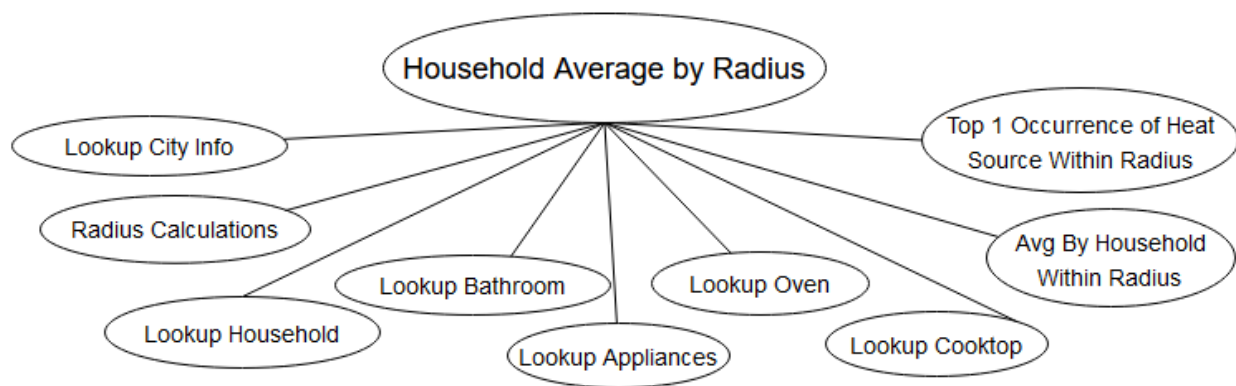 Household Average by Radius
Lookup City Info
Top 1 Occurrence of Heat
Source Within Radius
Radius Calculations
Avg By Household
Within Radius
Lookup Bathroom
Lookup Oven
Lookup Household
Lookup Appliances
Lookup Cooktop